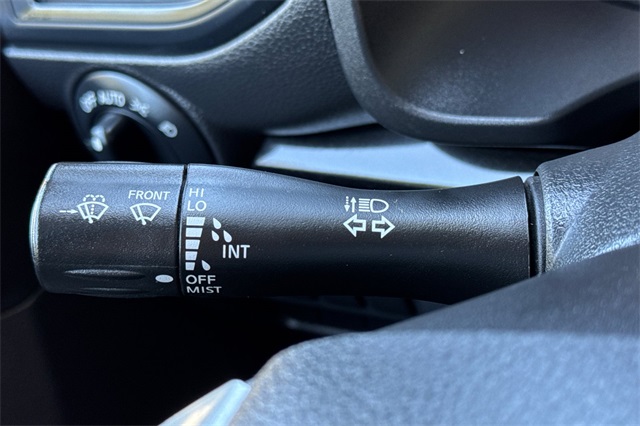 OFF AUTO
FRONT
HI
LO
INT
OFF
MIST